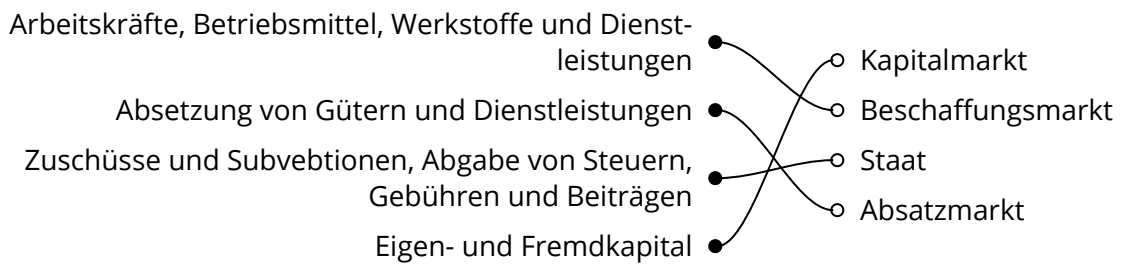 Arbeitskräfte, Betriebsmittel, Werkstoffe und Dienst-
leistungen
Absetzung von Gütern und Dienstleistungen
Zuschüsse und Subvebtionen, Abgabe von Steuern,
Gebühren und Beiträgen
Eigen- und Fremdkapital
Kapitalmarkt
Beschaffungsmarkt
Staat
Absatzmarkt